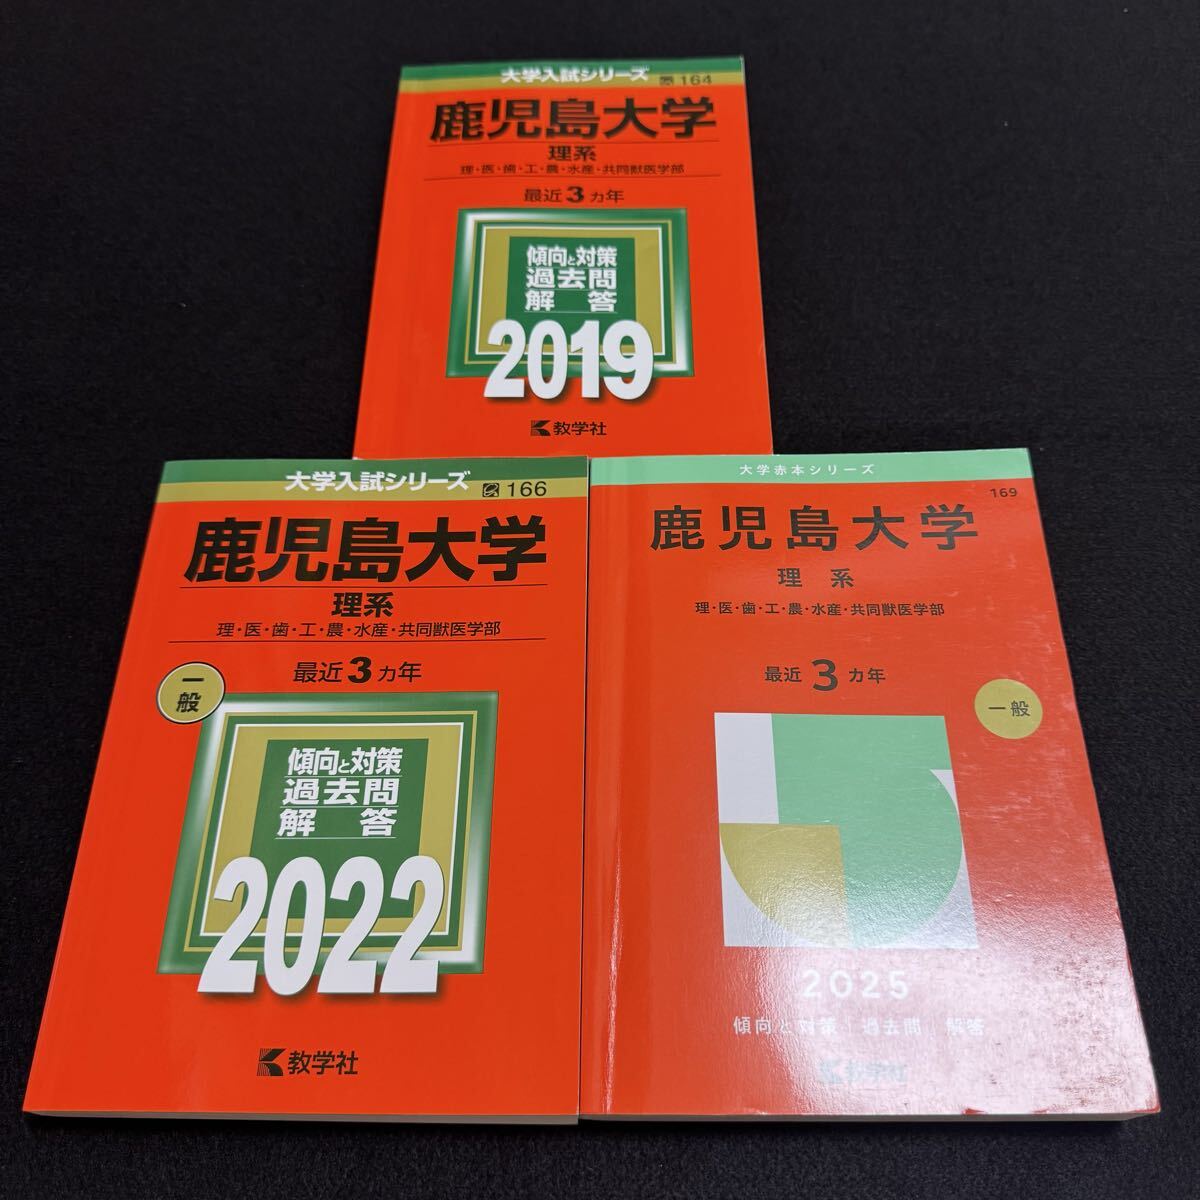 大学入試シリーズ
164
鹿児島大学
理系
理・医・歯・工・農・水産・共同獣医学部
最近3カ年
傾向と対策
過去問
解答
2019
教学社
大学入試シリーズ
166
鹿児島大学
理系
理・医・歯・工・農・水産・共同獣医学部
最近3カ年
一般
傾向と対策
過去問
解答
2022
教学社
大学赤本シリーズ
169
鹿児島大学
理系
理・医・歯・工・農・水産・共同獣医学部
最近3カ年
一般
2025
傾向と対策|過去問|解答
教学社